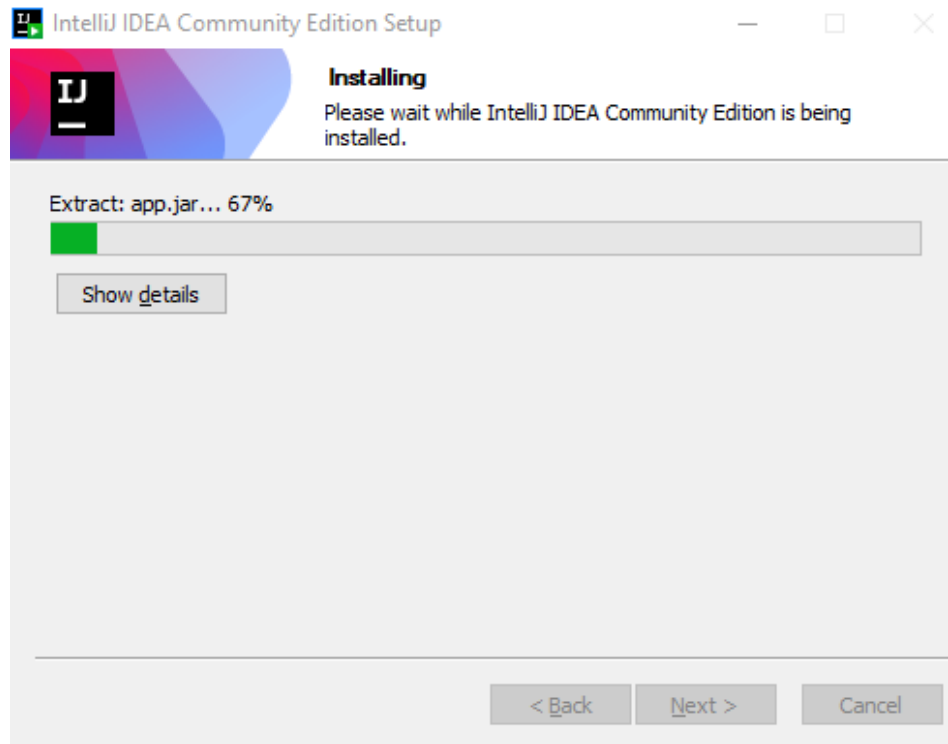 IntelliJ IDEA Community Edition Setup
IJ
Installing
Please wait while IntelliJ IDEA Community Edition is being
installed.
Extract: app.jar... 67%
Show details
< Back
Next >
Cancel